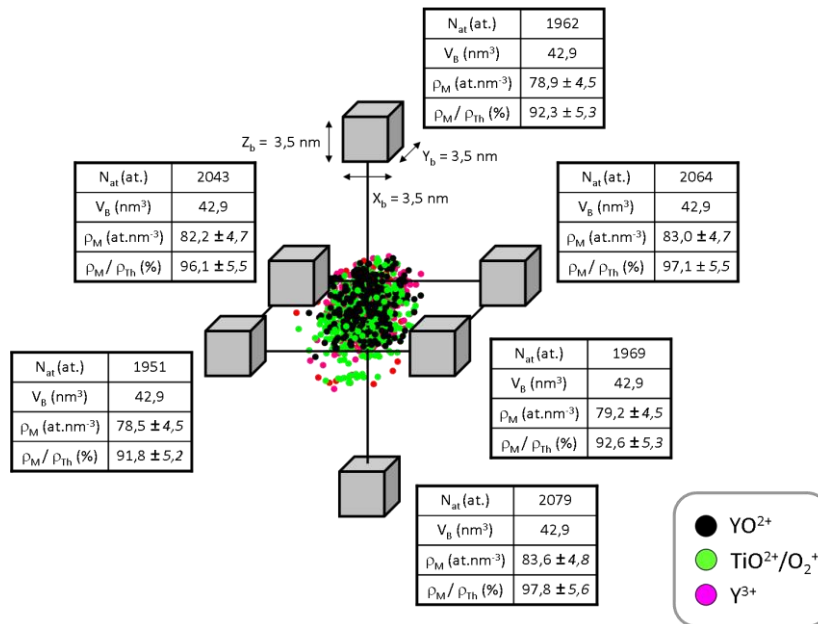 N_at (at.) 1962
V_B (nm³) 42,9
ρ_M (at.nm⁻³) 78,9 ± 4,5
ρ_M / ρ_Th (%) 92,3 ± 5,3
Z_b = 3,5 nm
Y_b = 3,5 nm
X_b = 3,5 nm
N_at (at.) 2043
V_B (nm³) 42,9
ρ_M (at.nm⁻³) 82,2 ± 4,7
ρ_M / ρ_Th (%) 96,1 ± 5,5
N_at (at.) 2064
V_B (nm³) 42,9
ρ_M (at.nm⁻³) 83,0 ± 4,7
ρ_M / ρ_Th (%) 97,1 ± 5,5
N_at (at.) 1951
V_B (nm³) 42,9
ρ_M (at.nm⁻³) 78,5 ± 4,5
ρ_M / ρ_Th (%) 91,8 ± 5,2
N_at (at.) 1969
V_B (nm³) 42,9
ρ_M (at.nm⁻³) 79,2 ± 4,5
ρ_M / ρ_Th (%) 92,6 ± 5,3
N_at (at.) 2079
V_B (nm³) 42,9
ρ_M (at.nm⁻³) 83,6 ± 4,8
ρ_M / ρ_Th (%) 97,8 ± 5,6
YO²⁺
TiO²⁺/O₂⁺
Y³⁺